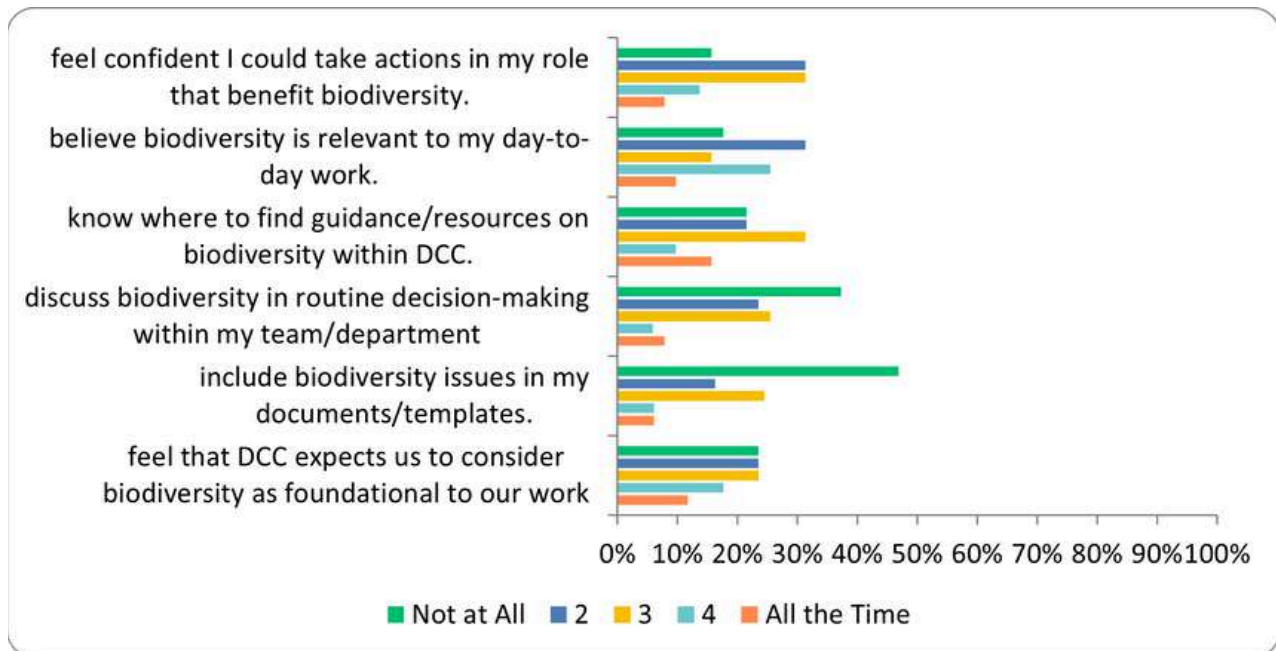 feel confident I could take actions in my role
that benefit biodiversity.
believe biodiversity is relevant to my day-to-
day work.
know where to find guidance/resources on
biodiversity within DCC.
discuss biodiversity in routine decision-making
within my team/department
include biodiversity issues in my
documents/templates.
feel that DCC expects us to consider
biodiversity as foundational to our work
0% 10% 20% 30% 40% 50% 60% 70% 80% 90% 100%
Not at All 2 3 4 All the Time